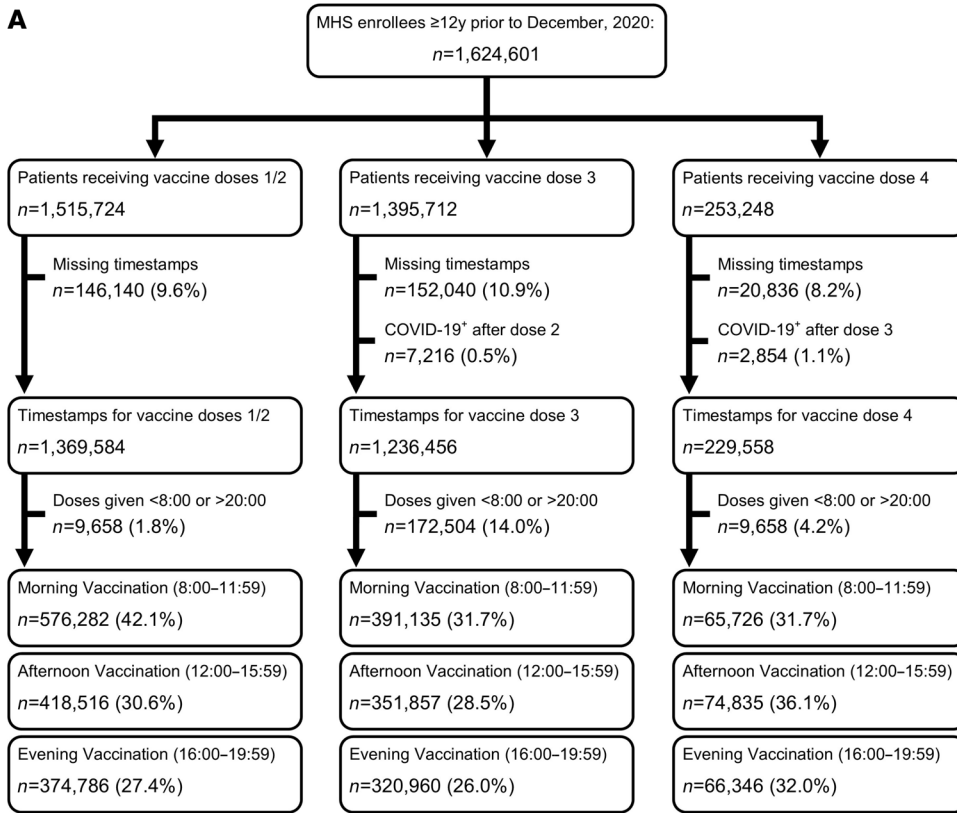 A
MHS enrollees ≥12y prior to December, 2020:
n=1,624,601
Patients receiving vaccine doses 1/2
n=1,515,724
Missing timestamps
n=146,140 (9.6%)
Timestamps for vaccine doses 1/2
n=1,369,584
Doses given <8:00 or >20:00
n=9,658 (1.8%)
Morning Vaccination (8:00–11:59)
n=576,282 (42.1%)
Afternoon Vaccination (12:00–15:59)
n=418,516 (30.6%)
Evening Vaccination (16:00–19:59)
n=374,786 (27.4%)
Patients receiving vaccine dose 3
n=1,395,712
Missing timestamps
n=152,040 (10.9%)
COVID-19⁺ after dose 2
n=7,216 (0.5%)
Timestamps for vaccine dose 3
n=1,236,456
Doses given <8:00 or >20:00
n=172,504 (14.0%)
Morning Vaccination (8:00–11:59)
n=391,135 (31.7%)
Afternoon Vaccination (12:00–15:59)
n=351,857 (28.5%)
Evening Vaccination (16:00–19:59)
n=320,960 (26.0%)
Patients receiving vaccine dose 4
n=253,248
Missing timestamps
n=20,836 (8.2%)
COVID-19⁺ after dose 3
n=2,854 (1.1%)
Timestamps for vaccine dose 4
n=229,558
Doses given <8:00 or >20:00
n=9,658 (4.2%)
Morning Vaccination (8:00–11:59)
n=65,726 (31.7%)
Afternoon Vaccination (12:00–15:59)
n=74,835 (36.1%)
Evening Vaccination (16:00–19:59)
n=66,346 (32.0%)